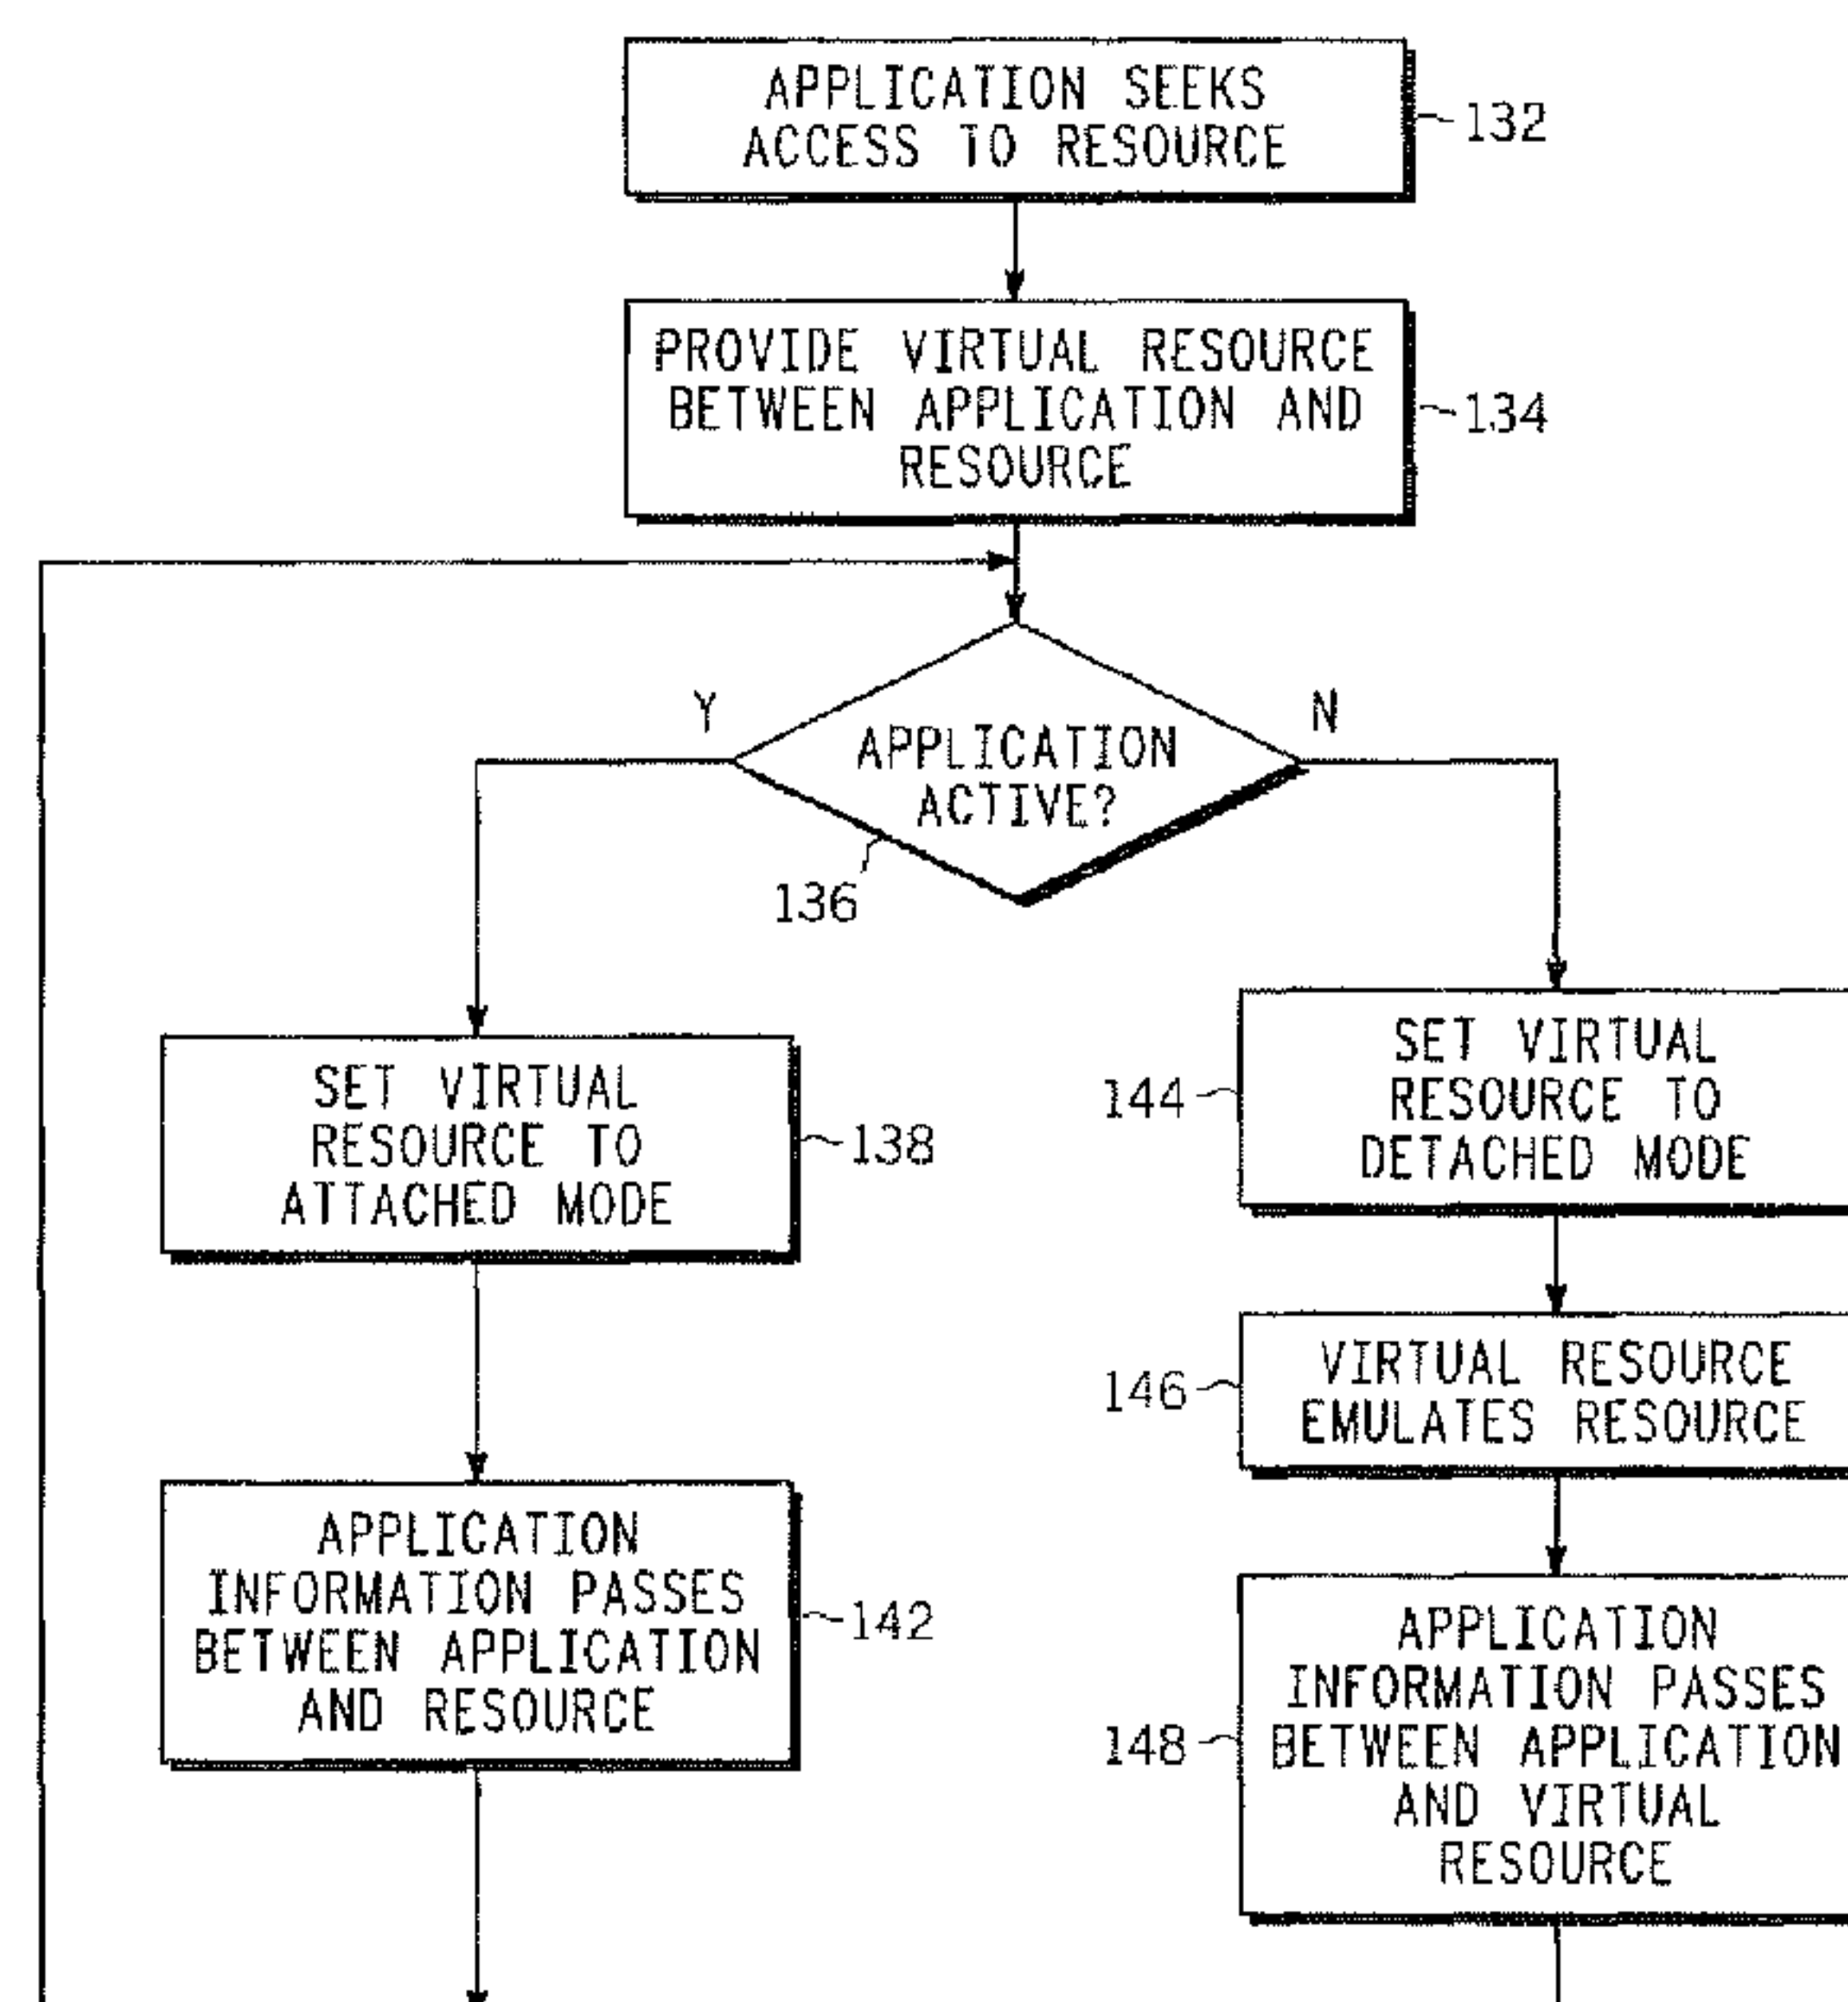 APPLICATION SEEKS
ACCESS TO RESOURCE
132
PROVIDE VIRTUAL RESOURCE
BETWEEN APPLICATION AND
RESOURCE
134
Y
N
APPLICATION
ACTIVE?
136
SET VIRTUAL
RESOURCE TO
ATTACHED MODE
138
144
SET VIRTUAL
RESOURCE TO
DETACHED MODE
146
VIRTUAL RESOURCE
EMULATES RESOURCE
APPLICATION
INFORMATION PASSES
BETWEEN APPLICATION
AND RESOURCE
142
148
APPLICATION
INFORMATION PASSES
BETWEEN APPLICATION
AND VIRTUAL
RESOURCE